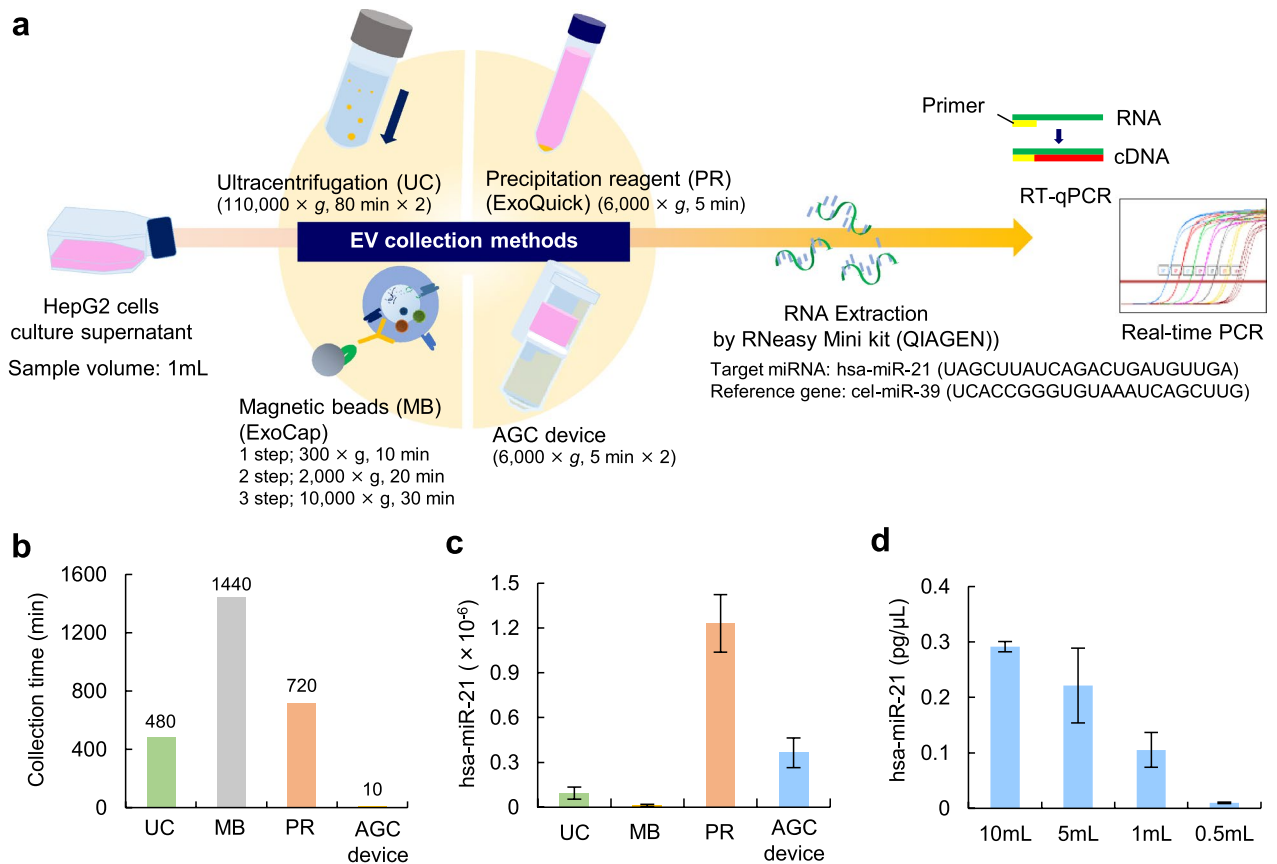 a
Ultracentrifugation (UC)
(110,000 × g, 80 min × 2)
Precipitation reagent (PR)
(ExoQuick) (6,000 × g, 5 min)
Primer
RNA
cDNA
RT-qPCR
EV collection methods
HepG2 cells
culture supernatant
Sample volume: 1mL
Magnetic beads (MB)
(ExoCap)
1 step; 300 × g, 10 min
2 step; 2,000 × g, 20 min
3 step; 10,000 × g, 30 min
AGC device
(6,000 × g, 5 min × 2)
RNA Extraction
by RNeasy Mini kit (QIAGEN))
Real-time PCR
Target miRNA: hsa-miR-21 (UAGCUUAUCAGACUGAUGUUGA)
Reference gene: cel-miR-39 (UCACCGGGUGUAAAUCAGCUUG)
b
Collection time (min)
1600
1200
800
400
0
480
1440
720
10
UC
MB
PR
AGC
device
c
hsa-miR-21 (×10-6)
1.5
1.2
0.9
0.6
0.3
0
UC
MB
PR
AGC
device
d
hsa-miR-21 (pg/μL)
0.4
0.3
0.2
0.1
0
10mL
5mL
1mL
0.5mL